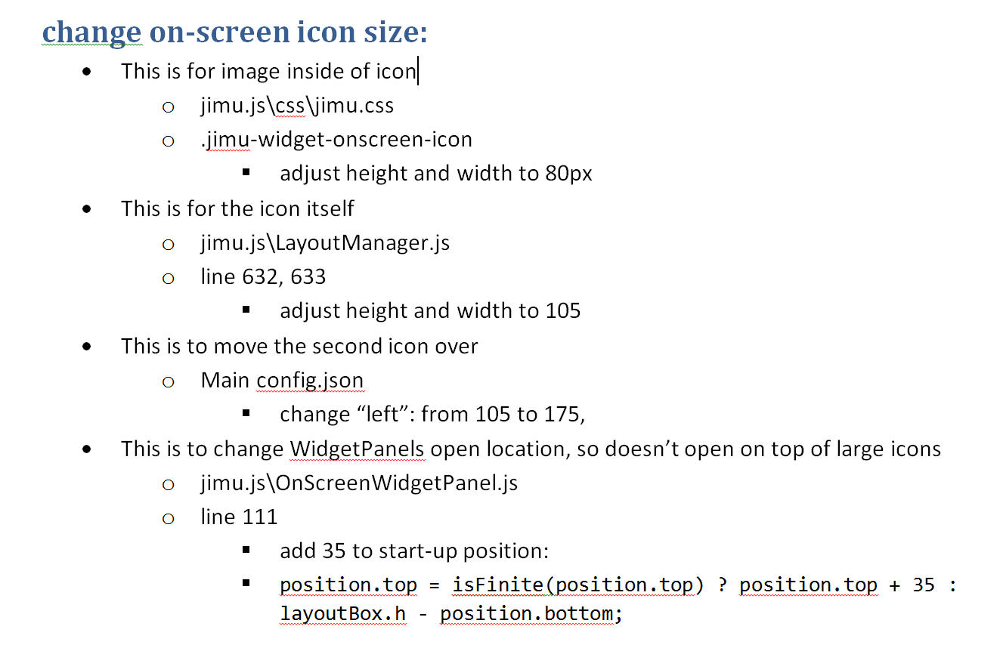 change on-screen icon size:
• This is for image inside of icon
o jimu.js\css\jimu.css
o .jimu-widget-onscreen-icon
▪ adjust height and width to 80px
• This is for the icon itself
o jimu.js\LayoutManager.js
o line 632, 633
▪ adjust height and width to 105
• This is to move the second icon over
o Main config.json
▪ change “left”: from 105 to 175,
• This is to change WidgetPanels open location, so doesn’t open on top of large icons
o jimu.js\OnScreenWidgetPanel.js
o line 111
▪ add 35 to start-up position:
▪ position.top = isFinite(position.top) ? position.top + 35 :
layoutBox.h - position.bottom;